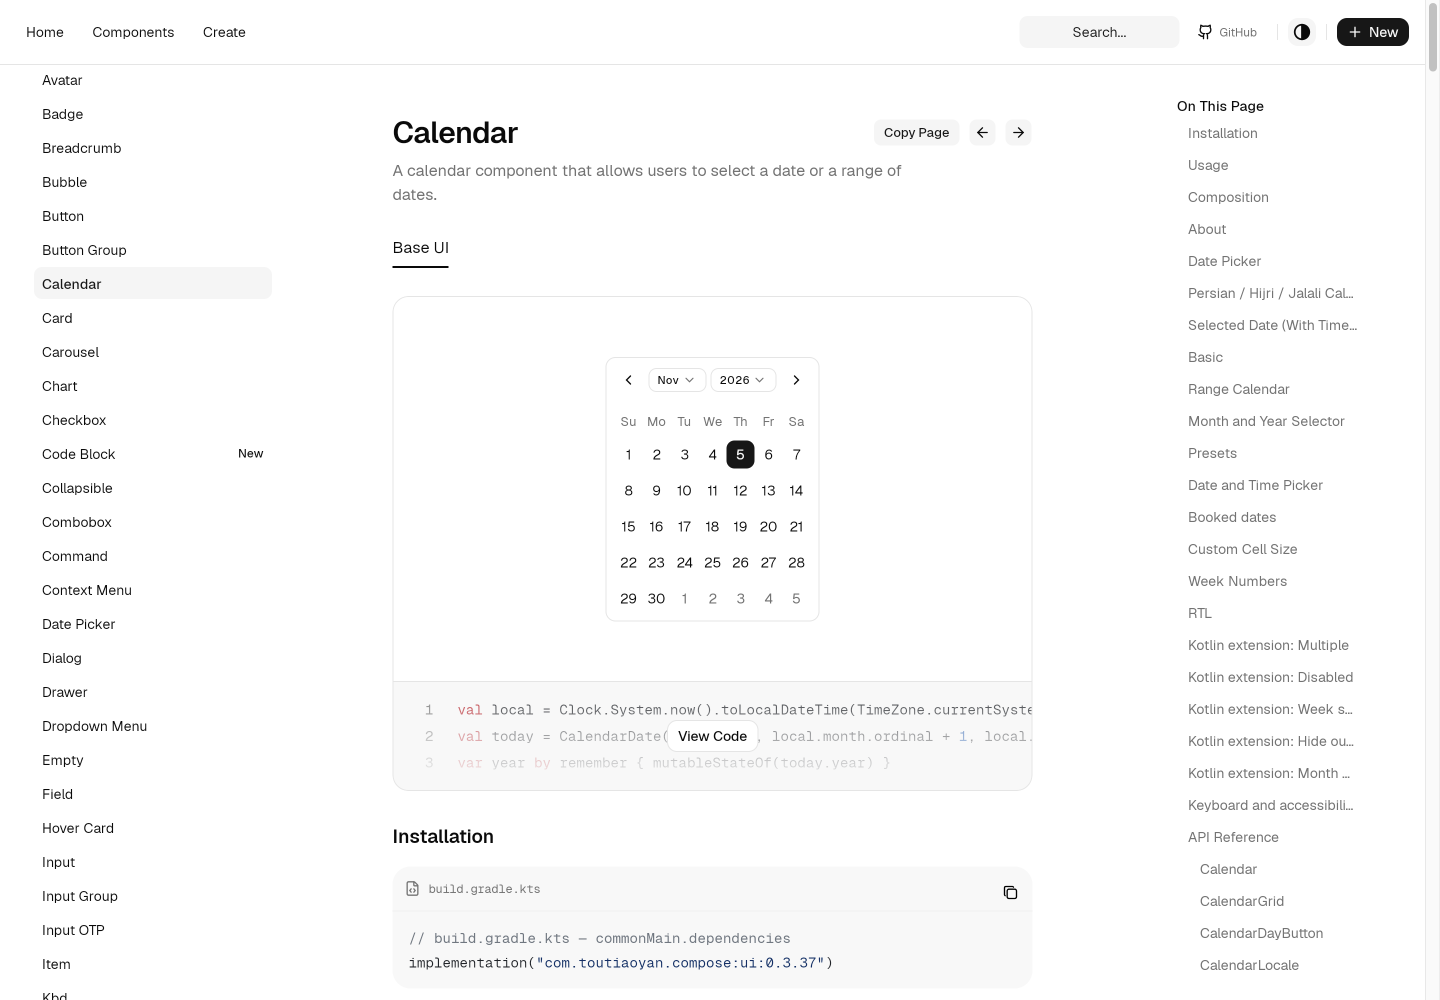 Home
Components
Create
Search...
GitHub
New
Avatar
Badge
Breadcrumb
Bubble
Button
Button Group
Calendar
Card
Carousel
Chart
Checkbox
Code Block
New
Collapsible
Combobox
Command
Context Menu
Date Picker
Dialog
Drawer
Dropdown Menu
Empty
Field
Hover Card
Input
Input Group
Input OTP
Item
Kbd
Calendar
Copy Page
A calendar component that allows users to select a date or a range of
dates.
Base UI
Nov
2026
Su Mo Tu We Th Fr Sa
1 2 3 4 5 6 7
8 9 10 11 12 13 14
15 16 17 18 19 20 21
22 23 24 25 26 27 28
29 30 1 2 3 4 5
1 val local = Clock.System.now().toLocalDateTime(TimeZone.currentSyste
2 val today = CalendarDate( , local.month.ordinal + 1, local.
View Code
3 var year by remember { mutableStateOf(today.year) }
Installation
build.gradle.kts
// build.gradle.kts — commonMain.dependencies
implementation("com.toutiaoyan.compose:ui:0.3.37")
On This Page
Installation
Usage
Composition
About
Date Picker
Persian / Hijri / Jalali Cal...
Selected Date (With Time...
Basic
Range Calendar
Month and Year Selector
Presets
Date and Time Picker
Booked dates
Custom Cell Size
Week Numbers
RTL
Kotlin extension: Multiple
Kotlin extension: Disabled
Kotlin extension: Week s...
Kotlin extension: Hide ou...
Kotlin extension: Month ...
Keyboard and accessibili...
API Reference
Calendar
CalendarGrid
CalendarDayButton
CalendarLocale